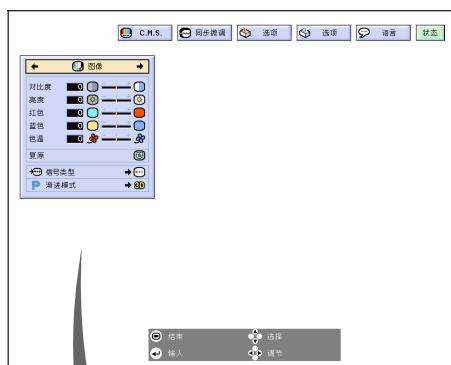 C.M.S. 同步微调 选项 选项 语言 状态
图像
对比度 0
亮度 0
红色 0
蓝色 0
色温 0
复原
信号类型
P 渐进模式 3D
结束 选择
输入 调节